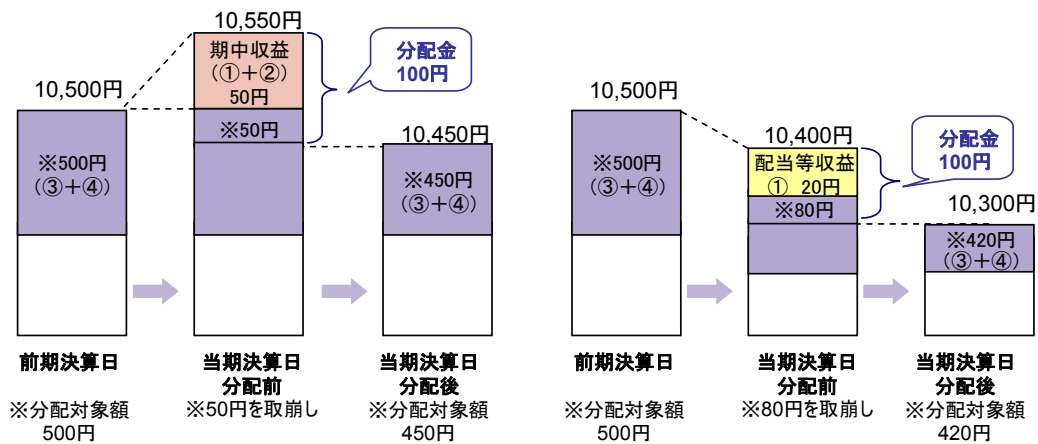 10,550円
期中収益
(①+②)
50円
分配金
100円
10,500円
※50円
10,450円
※500円
(③+④)
※450円
(③+④)
前期決算日
当期決算日
分配前
当期決算日
分配後
※分配対象額
500円
※50円を取崩し
※分配対象額
450円
10,500円
10,400円
分配金
100円
配当等収益
① 20円
※500円
(③+④)
※80円
10,300円
※420円
(③+④)
前期決算日
当期決算日
分配前
当期決算日
分配後
※分配対象額
500円
※80円を取崩し
※分配対象額
420円